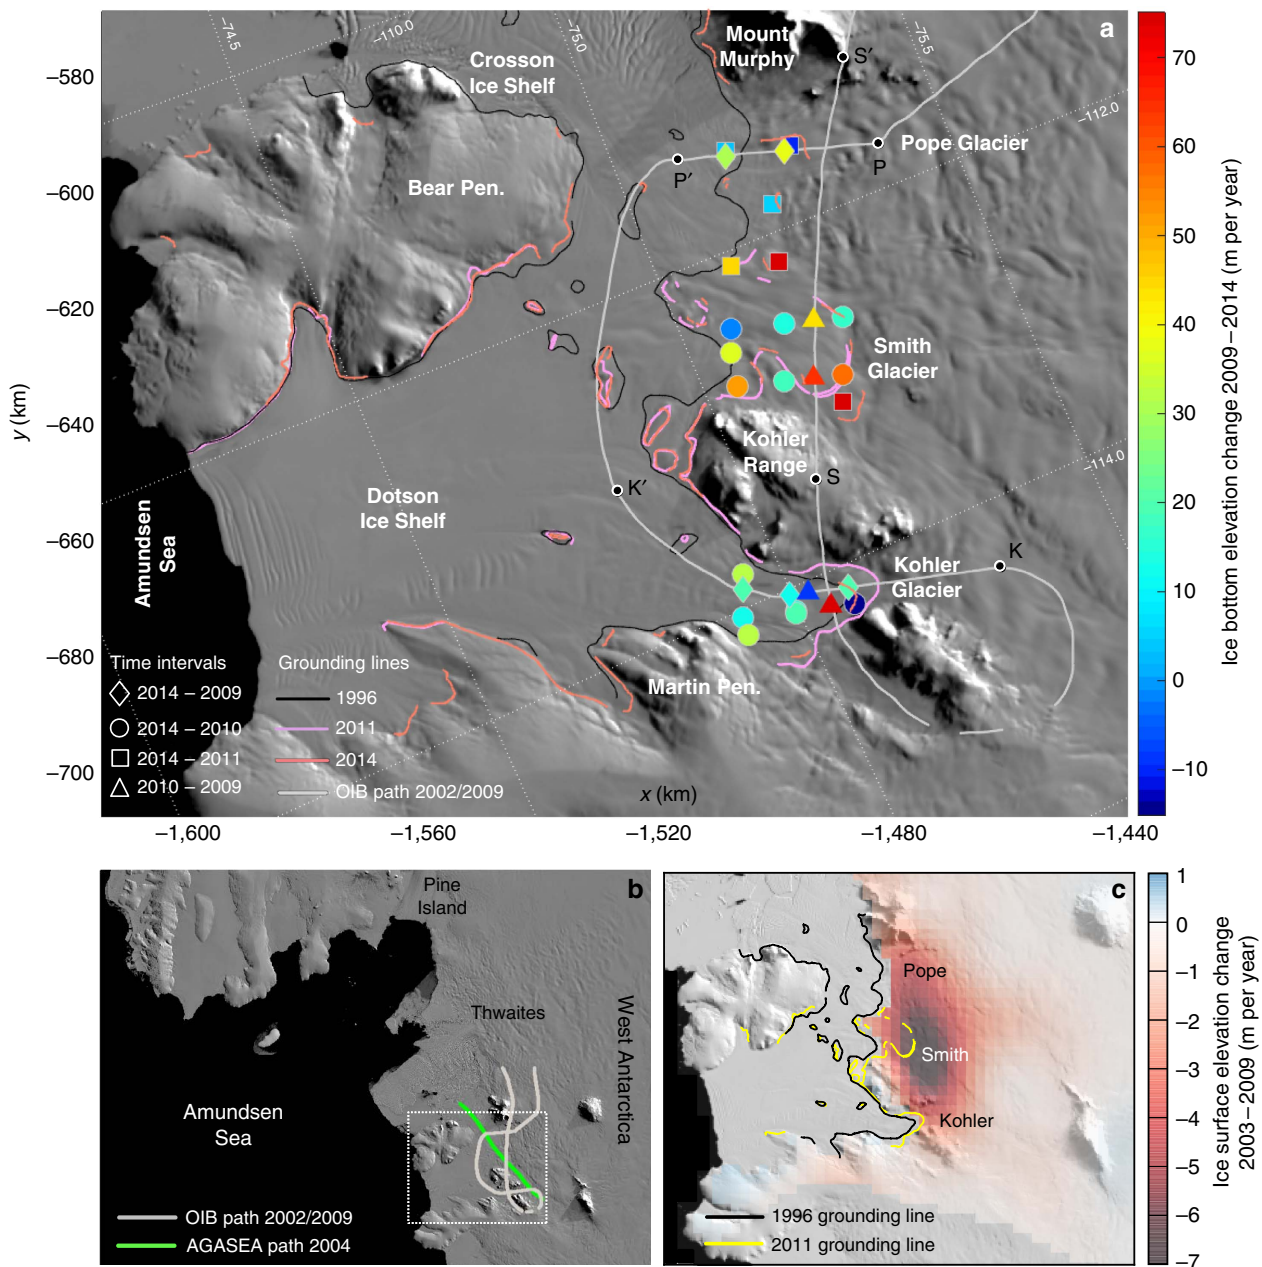 a
−74.5
−110.0
−75.0
−75.5
−112.0
−114.0
Mount
Murphy
Crosson
Ice Shelf
S′
Pope Glacier
P
P′
Bear Pen.
Smith
Glacier
Kohler
Range
S
K′
Dotson
Ice Shelf
Amundsen
Sea
K
Kohler
Glacier
Martin Pen.
Time intervals
2014 – 2009
2014 – 2010
2014 – 2011
2010 – 2009
Grounding lines
1996
2011
2014
OIB path 2002/2009
y (km)
−580
−600
−620
−640
−660
−680
−700
x (km)
−1,600
−1,560
−1,520
−1,480
−1,440
70
60
50
40
30
20
10
0
−10
Ice bottom elevation change 2009 – 2014 (m per year)
b
Pine
Island
Thwaites
West Antarctica
Amundsen
Sea
OIB path 2002/2009
AGASEA path 2004
c
Pope
Smith
Kohler
1996 grounding line
2011 grounding line
1
0
−1
−2
−3
−4
−5
−6
−7
Ice surface elevation change
2003 – 2009 (m per year)